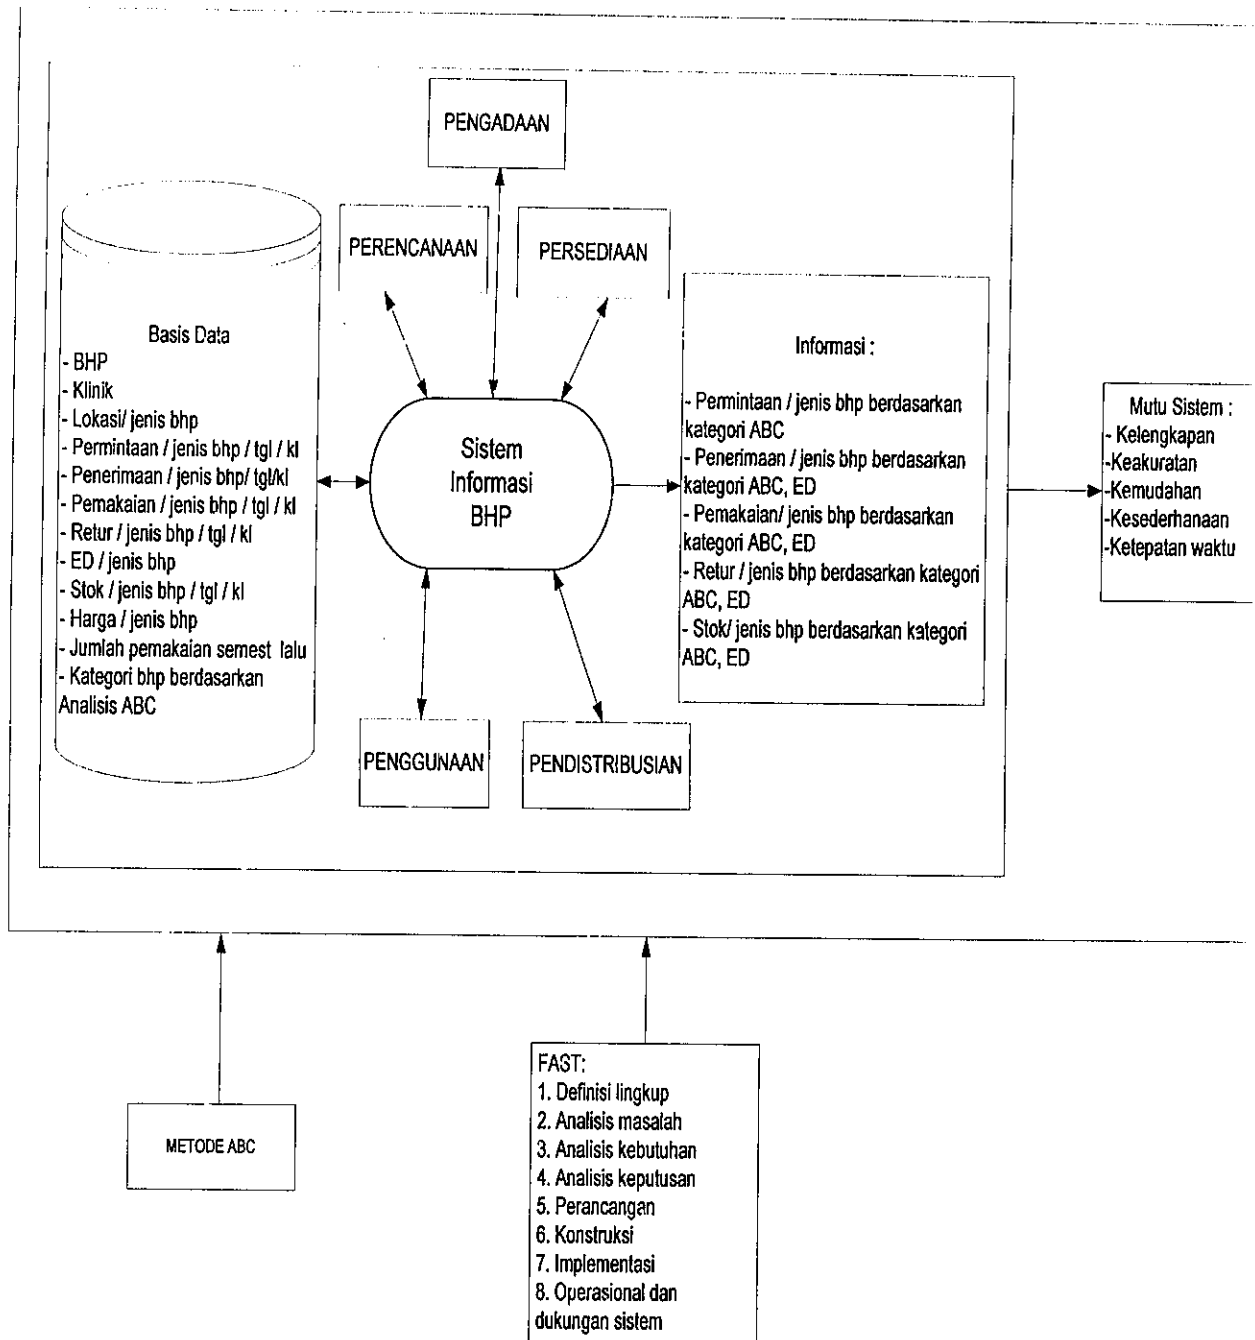 PENGADAAN
PERENCANAAN
PERSEDIAAN
Basis Data
- BHP
- Klinik
- Lokasi/ jenis bhp
- Permintaan / jenis bhp / tgl / kl
- Penerimaan / jenis bhp/ tgl/kl
- Pemakaian / jenis bhp / tgl / kl
- Retur / jenis bhp / tgl / kl
- ED / jenis bhp
- Stok / jenis bhp / tgl / kl
- Harga / jenis bhp
- Jumlah pemakaian semest lalu
- Kategori bhp berdasarkan
Analisis ABC
Sistem
Informasi
BHP
Informasi :
- Permintaan / jenis bhp berdasarkan
kategori ABC
- Penerimaan / jenis bhp berdasarkan
kategori ABC, ED
- Pemakaian/ jenis bhp berdasarkan
kategori ABC, ED
- Retur / jenis bhp berdasarkan kategori
ABC, ED
- Stok/ jenis bhp berdasarkan kategori
ABC, ED
Mutu Sistem :
- Kelengkapan
-Keakuratan
-Kemudahan
-Kesederhanaan
-Ketepatan waktu
PENGGUNAAN
PENDISTRIBUSIAN
METODE ABC
FAST:
1. Definisi lingkup
2. Analisis masalah
3. Analisis kebutuhan
4. Analisis keputusan
5. Perancangan
6. Konstruksi
7. Implementasi
8. Operasional dan
dukungan sistem